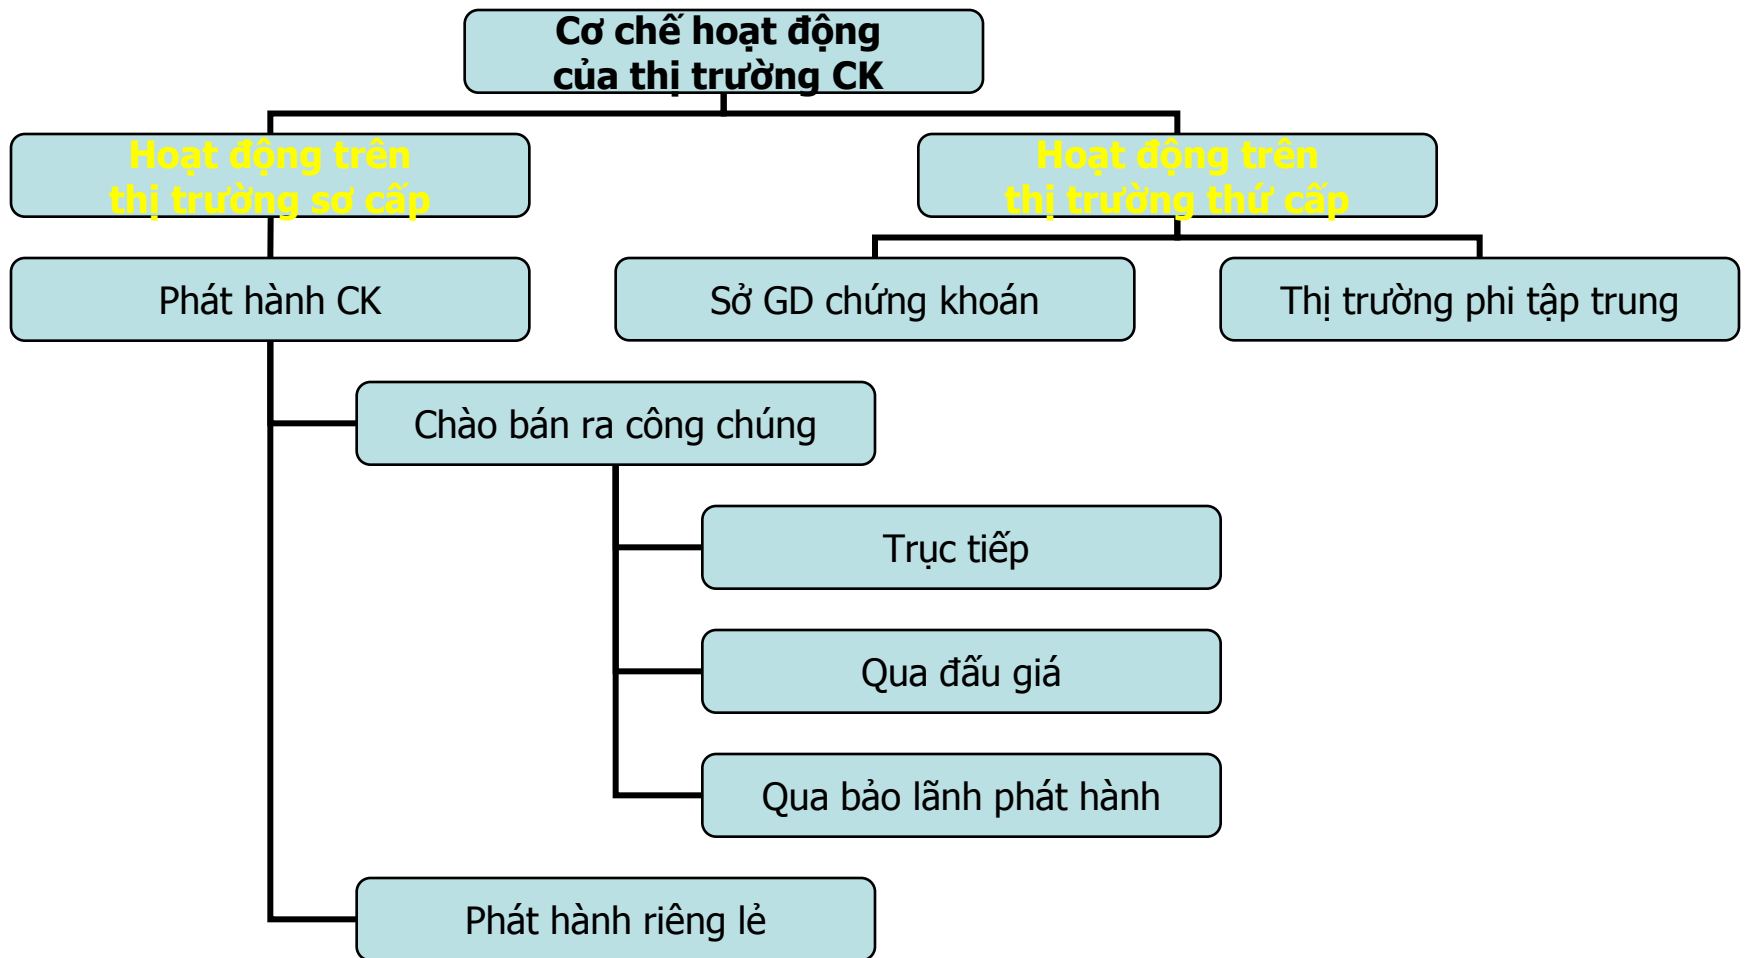 Cơ chế hoạt động
của thị trường CK
Hoạt động trên
thị trường sơ cấp
Hoạt động trên
thị trường thứ cấp
Phát hành CK
Sở GD chứng khoán
Thị trường phi tập trung
Chào bán ra công chúng
Trục tiếp
Qua đấu giá
Qua bảo lãnh phát hành
Phát hành riêng lẻ